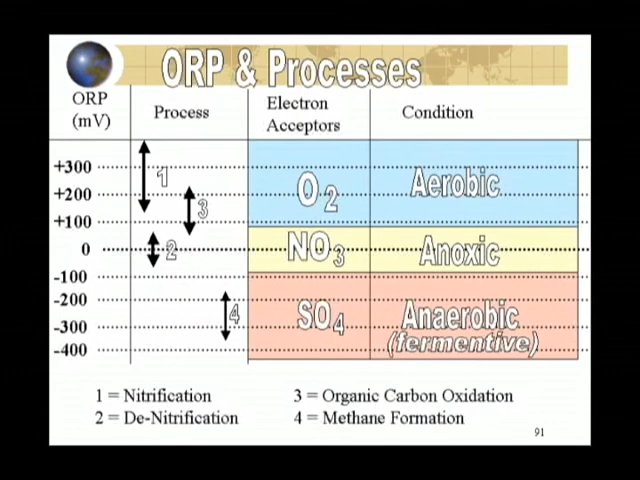 ORP & Processes
ORP
(mV)
Process
Electron
Acceptors
Condition
+300
+200
+100
0
-100
-200
-300
-400
1
3
2
4
O2
Aerobic
NO3
Anoxic
SO4
Anaerobic
(fermentive)
1 = Nitrification
2 = De-Nitrification
3 = Organic Carbon Oxidation
4 = Methane Formation
91